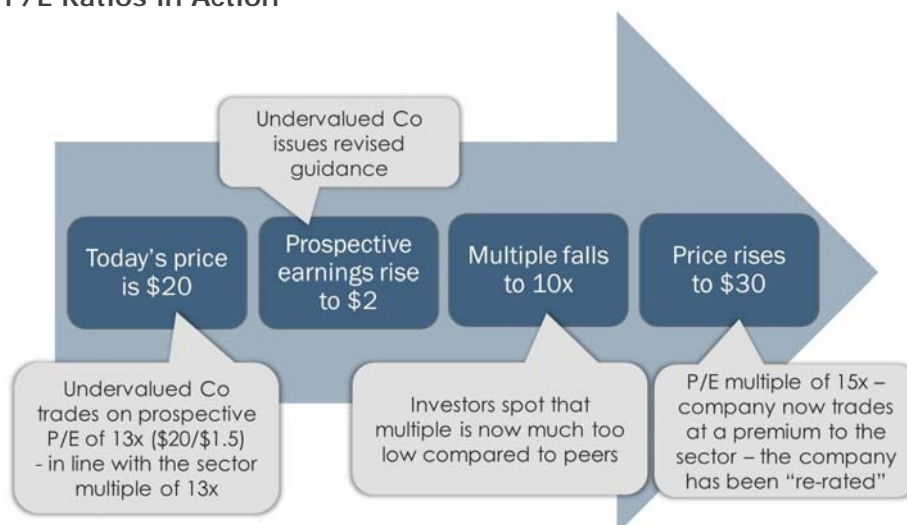 P/E Ratios in Action
Undervalued Co
issues revised
guidance
Today's price
is $20
Prospective
earnings rise
to $2
Multiple falls
to 10x
Price rises
to $30
Undervalued Co
trades on prospective
P/E of 13x ($20/$1.5)
- in line with the sector
multiple of 13x
Investors spot that
multiple is now much too
low compared to peers
P/E multiple of 15x –
company now trades
at a premium to the
sector – the company
has been “re-rated”